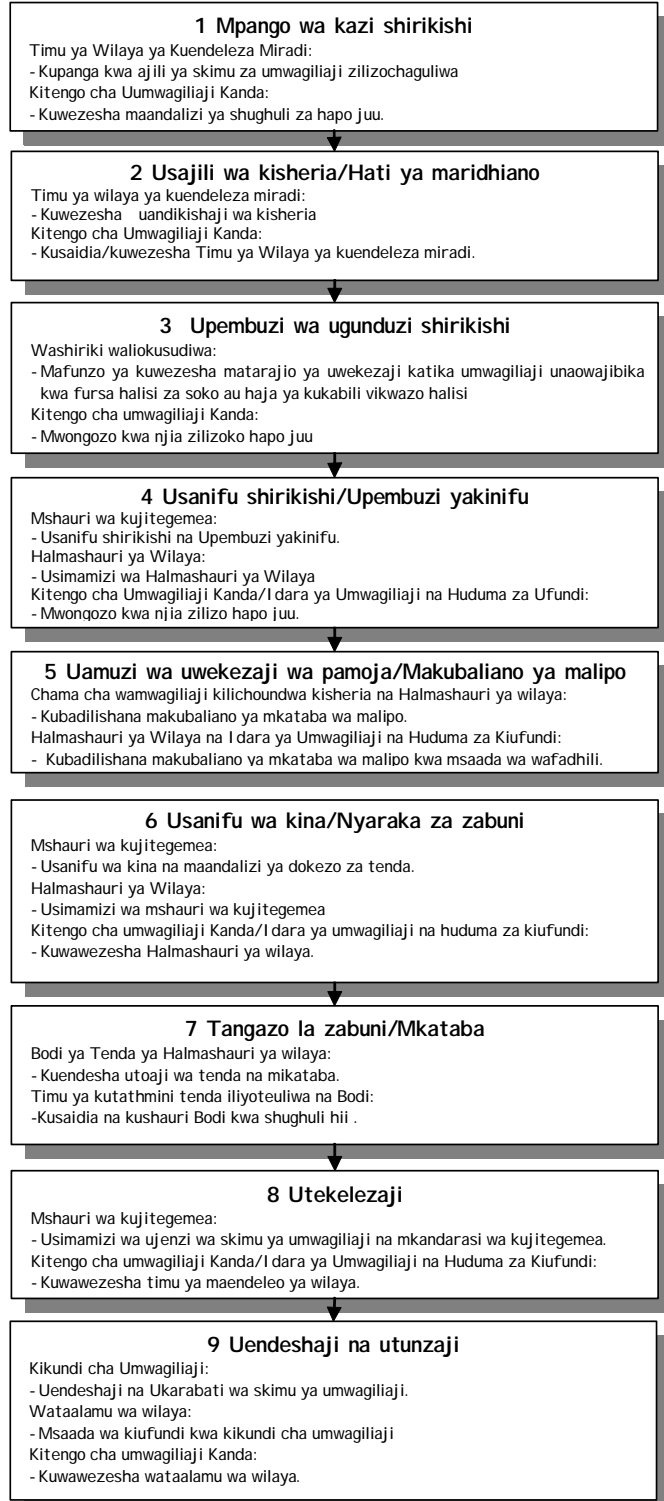 1 Mpango wa kazi shirikishi
Timu ya Wilaya ya Kuendeleza Miradi:
- Kupanga kwa ajili ya skimu za umwagiliaji zilizochaguliwa
Kitengo cha Uumwagiliaji Kanda:
- Kuwezesha maandalizi ya shughuli za hapo juu.
2 Usajili wa kisheria/Hati ya maridhiano
Timu ya wilaya ya kuendeleza miradi:
- Kuwezesha uandikishaji wa kisheria
Kitengo cha Umwagiliaji Kanda:
- Kusaidia/kuwezesha Timu ya Wilaya ya kuendeleza miradi.
3 Upembuzi wa ugunduzi shirikishi
Washiriki waliokusudiwa:
- Mafunzo ya kuwezesha matarajio ya uwekezaji katika umwagiliaji unaowajibika
kwa fursa halisi za soko au haja ya kukabili vikwazo halisi
Kitengo cha umwagiliaji Kanda:
- Mwongozo kwa njia zilizoko hapo juu
4 Usanifu shirikishi/Upembuzi yakinifu
Mshauri wa kujitegemea:
- Usanifu shirikishi na Upembuzi yakinifu.
Halmashauri ya Wilaya:
- Usimamizi wa Halmashauri ya Wilaya
Kitengo cha Umwagiliaji Kanda/Idara ya Umwagiliaji na Huduma za Ufundi:
- Mwongozo kwa njia zilizo hapo juu.
5 Uamuzi wa uwekezaji wa pamoja/Makubaliano ya malipo
Chama cha wamwagiliaji kilichoundwa kisheria na Halmashauri ya wilaya:
- Kubadilishana makubaliano ya mkataba wa malipo.
Halmashauri ya Wilaya na Idara ya Umwagiliaji na Huduma za Kiufundi:
- Kubadilishana makubaliano ya mkataba wa malipo kwa msaada wa wafadhili.
6 Usanifu wa kina/Nyaraka za zabuni
Mshauri wa kujitegemea:
- Usanifu wa kina na maandalizi ya dokezo za tenda.
Halmashauri ya Wilaya:
- Usimamizi wa mshauri wa kujitegemea
Kitengo cha umwagiliaji Kanda/Idara ya umwagiliaji na huduma za kiufundi:
- Kuwawezesha Halmashauri ya wilaya.
7 Tangazo la zabuni/Mkataba
Bodi ya Tenda ya Halmashauri ya wilaya:
- Kuendesha utoaji wa tenda na mikataba.
Timu ya kutathmini tenda iliyoteuliwa na Bodi:
-Kusaidia na kushauri Bodi kwa shughuli hii .
8 Utekelezaji
Mshauri wa kujitegemea:
- Usimamizi wa ujenzi wa skimu ya umwagiliaji na mkandarasi wa kujitegemea.
Kitengo cha umwagiliaji Kanda/Idara ya Umwagiliaji na Huduma za Kiufundi:
- Kuwawezesha timu ya maendeleo ya wilaya.
9 Uendeshaji na utunzaji
Kikundi cha Umwagiliaji:
- Uendeshaji na Ukarabati wa skimu ya umwagiliaji.
Wataalamu wa wilaya:
- Msaada wa kiufundi kwa kikundi cha umwagiliaji
Kitengo cha umwagiliaji Kanda:
- Kuwawezesha wataalamu wa wilaya.